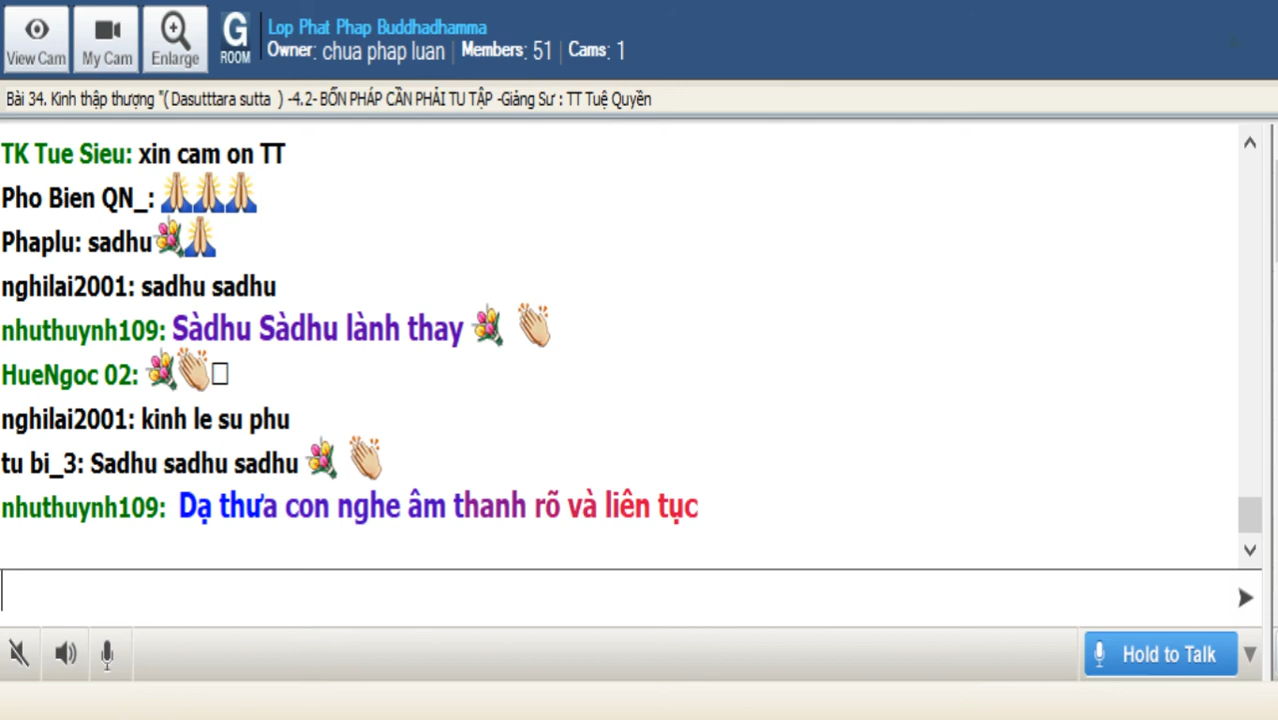 View Cam
My Cam
Enlarge
G
ROOM
Lop Phat Phap Buddhadhamma
Owner: chua phap luan | Members: 51 | Cams: 1
Bài 34. Kinh thập thượng "( Dasutttara sutta ) -4.2- BỐN PHÁP CẦN PHẢI TU TẬP -Giảng Sư : TT Tuệ Quyền
TK Tue Sieu: xin cam on TT
Pho Bien QN_: 🙏🙏🙏
Phaplu: sadhu💐🙏
nghilai2001: sadhu sadhu
nhuthuynh109: Sàdhu Sàdhu lành thay 💐 👏
HueNgoc 02: 💐👏□
nghilai2001: kinh le su phu
tu bi_3: Sadhu sadhu sadhu 💐 👏
nhuthuynh109: Dạ thưa con nghe âm thanh rõ và liên tục
Hold to Talk